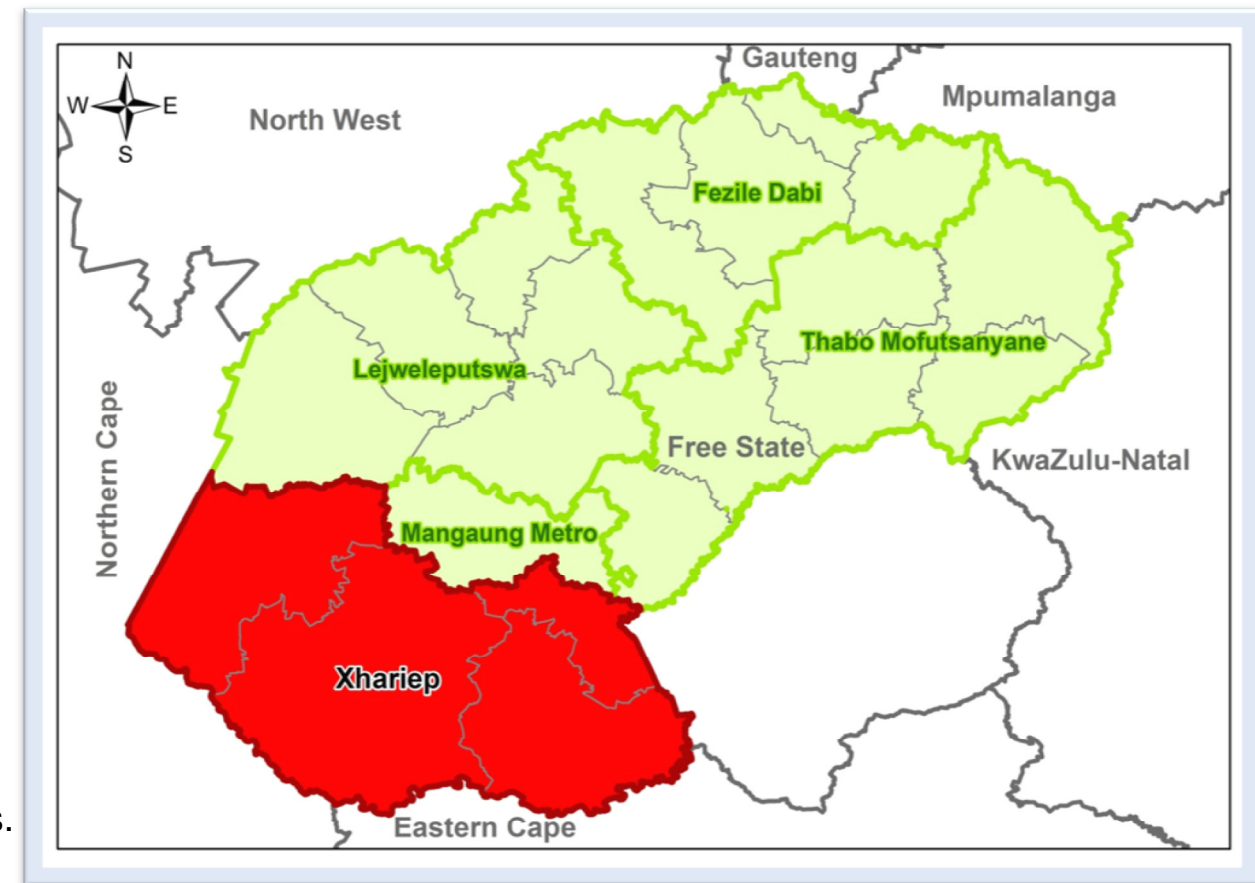 N
W E
S
Gauteng
Mpumalanga
North West
Fezile Dabi
Thabo Mofutsanyane
Lejweleputswa
Northern Cape
Free State
KwaZulu-Natal
Mangaung Metro
Xhariep
s.
Eastern Cape